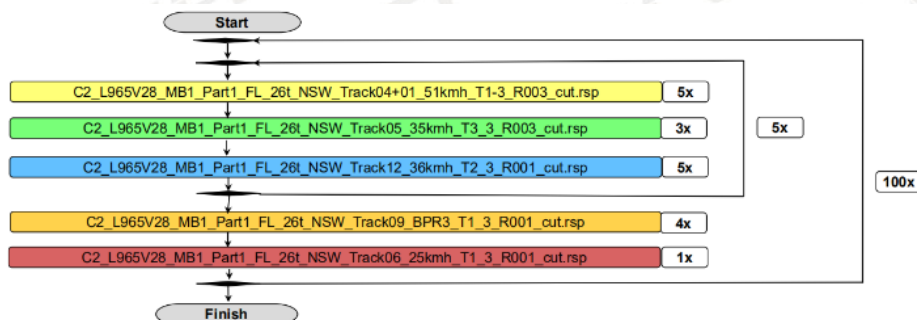 Start
C2_L965V28_MB1_Part1_FL_26t_NSW_Track04+01_51kmh_T1-3_R003_cut.rsp 5x
C2_L965V28_MB1_Part1_FL_26t_NSW_Track05_35kmh_T3_3_R003_cut.rsp 3x
5x
C2_L965V28_MB1_Part1_FL_26t_NSW_Track12_36kmh_T2_3_R001_cut.rsp 5x
100x
C2_L965V28_MB1_Part1_FL_26t_NSW_Track09_BPR3_T1_3_R001_cut.rsp 4x
C2_L965V28_MB1_Part1_FL_26t_NSW_Track06_25kmh_T1_3_R001_cut.rsp 1x
Finish